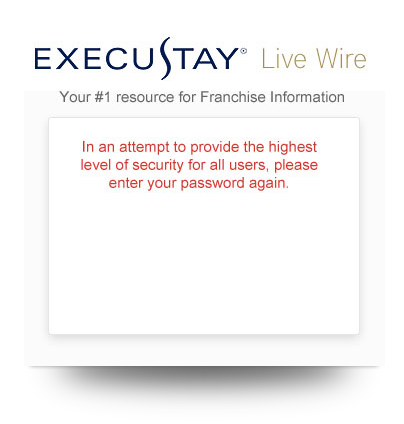 EXECUSTAY® Live Wire
Your #1 resource for Franchise Information
In an attempt to provide the highest
level of security for all users, please
enter your password again.